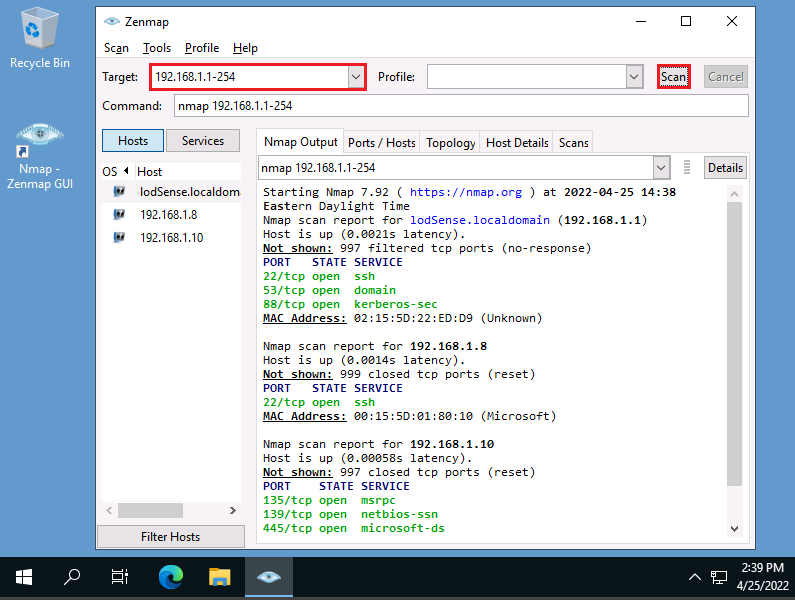 Recycle Bin
Nmap -
Zenmap GUI
Zenmap
Scan Tools Profile Help
Target: 192.168.1.1-254 Profile: Scan Cancel
Command: nmap 192.168.1.1-254
Hosts Services
Nmap Output Ports / Hosts Topology Host Details Scans
OS Host
lodSense.localdoma
192.168.1.8
192.168.1.10
Filter Hosts
nmap 192.168.1.1-254 Details
Starting Nmap 7.92 ( https://nmap.org ) at 2022-04-25 14:38
Eastern Daylight Time
Nmap scan report for lodSense.localdomain (192.168.1.1)
Host is up (0.0021s latency).
Not shown: 997 filtered tcp ports (no-response)
PORT STATE SERVICE
22/tcp open ssh
53/tcp open domain
88/tcp open kerberos-sec
MAC Address: 02:15:5D:22:ED:D9 (Unknown)
Nmap scan report for 192.168.1.8
Host is up (0.0014s latency).
Not shown: 999 closed tcp ports (reset)
PORT STATE SERVICE
22/tcp open ssh
MAC Address: 00:15:5D:01:80:10 (Microsoft)
Nmap scan report for 192.168.1.10
Host is up (0.00058s latency).
Not shown: 997 closed tcp ports (reset)
PORT STATE SERVICE
135/tcp open msrpc
139/tcp open netbios-ssn
445/tcp open microsoft-ds
2:39 PM
4/25/2022